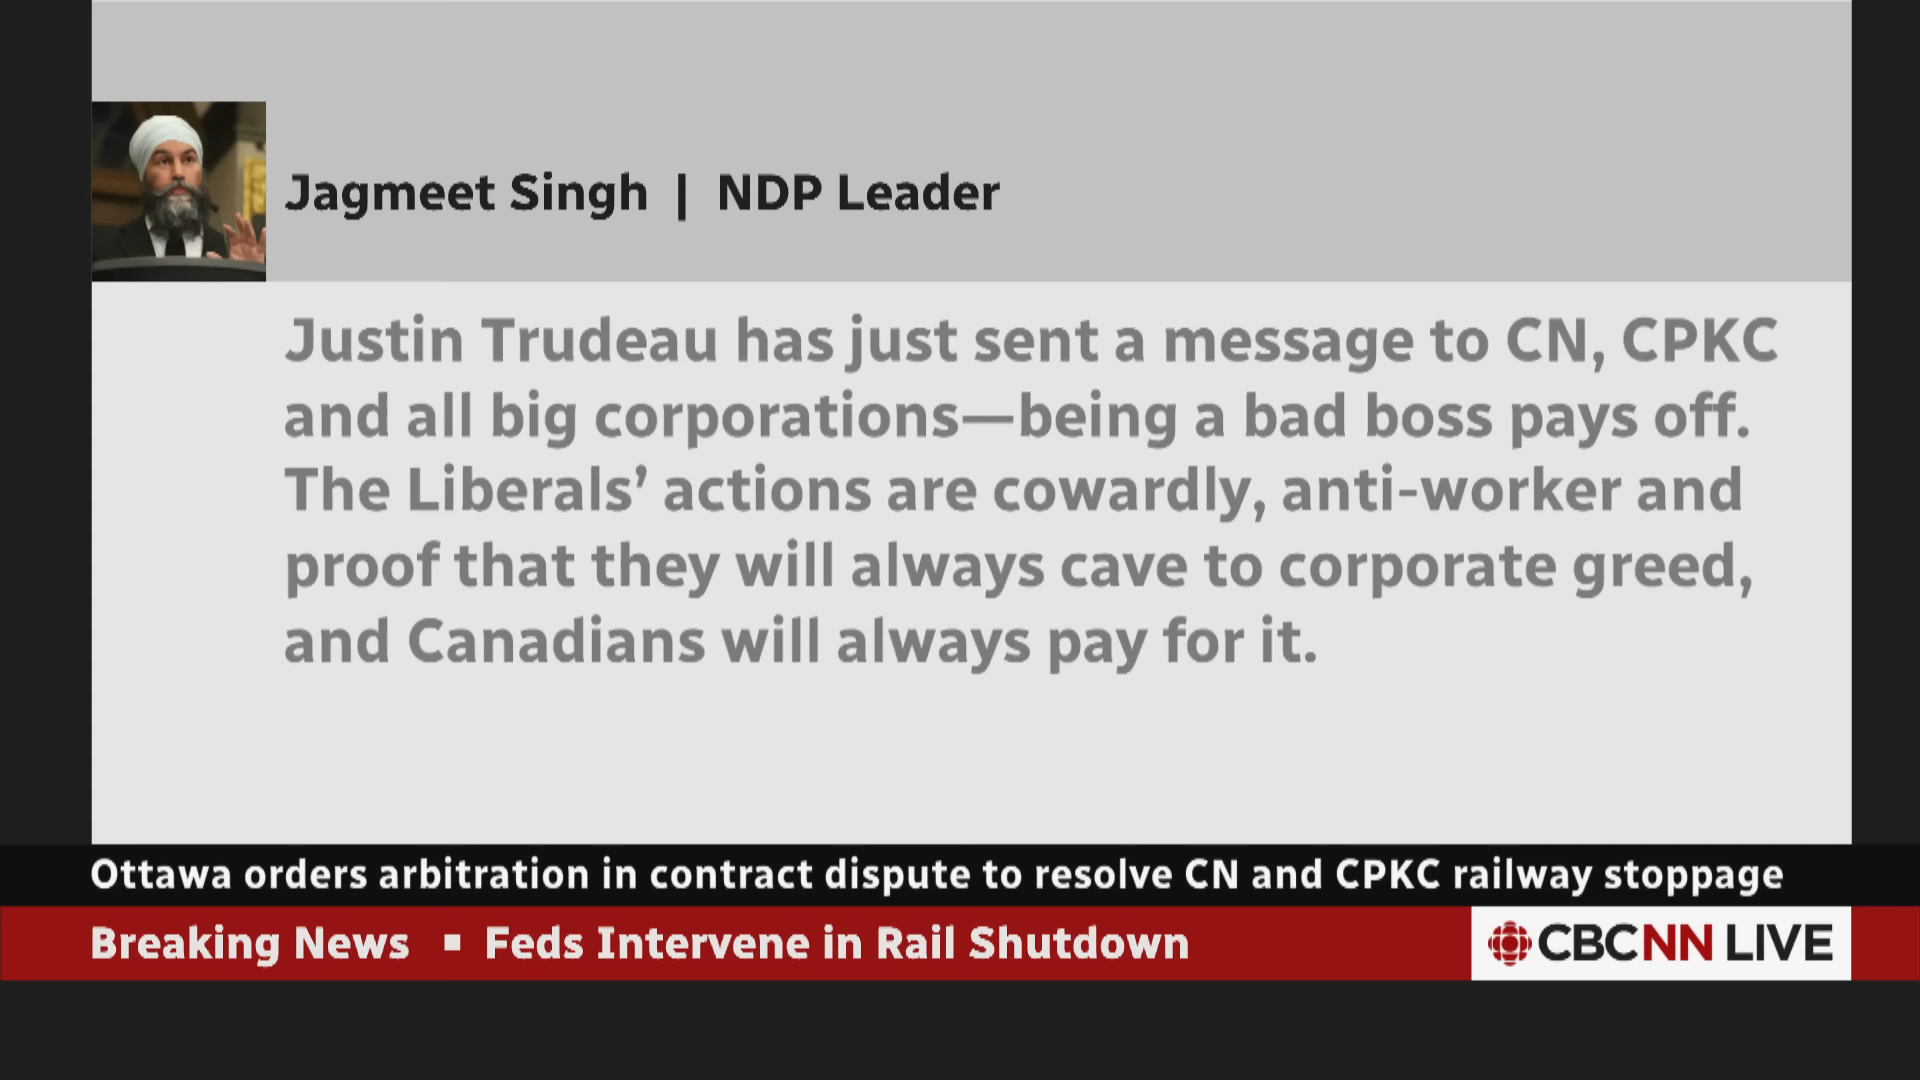 Jagmeet Singh | NDP Leader
Justin Trudeau has just sent a message to CN, CPKC
and all big corporations—being a bad boss pays off.
The Liberals’ actions are cowardly, anti-worker and
proof that they will always cave to corporate greed,
and Canadians will always pay for it.
Ottawa orders arbitration in contract dispute to resolve CN and CPKC railway stoppage
Breaking News ▪ Feds Intervene in Rail Shutdown
CBCNN LIVE